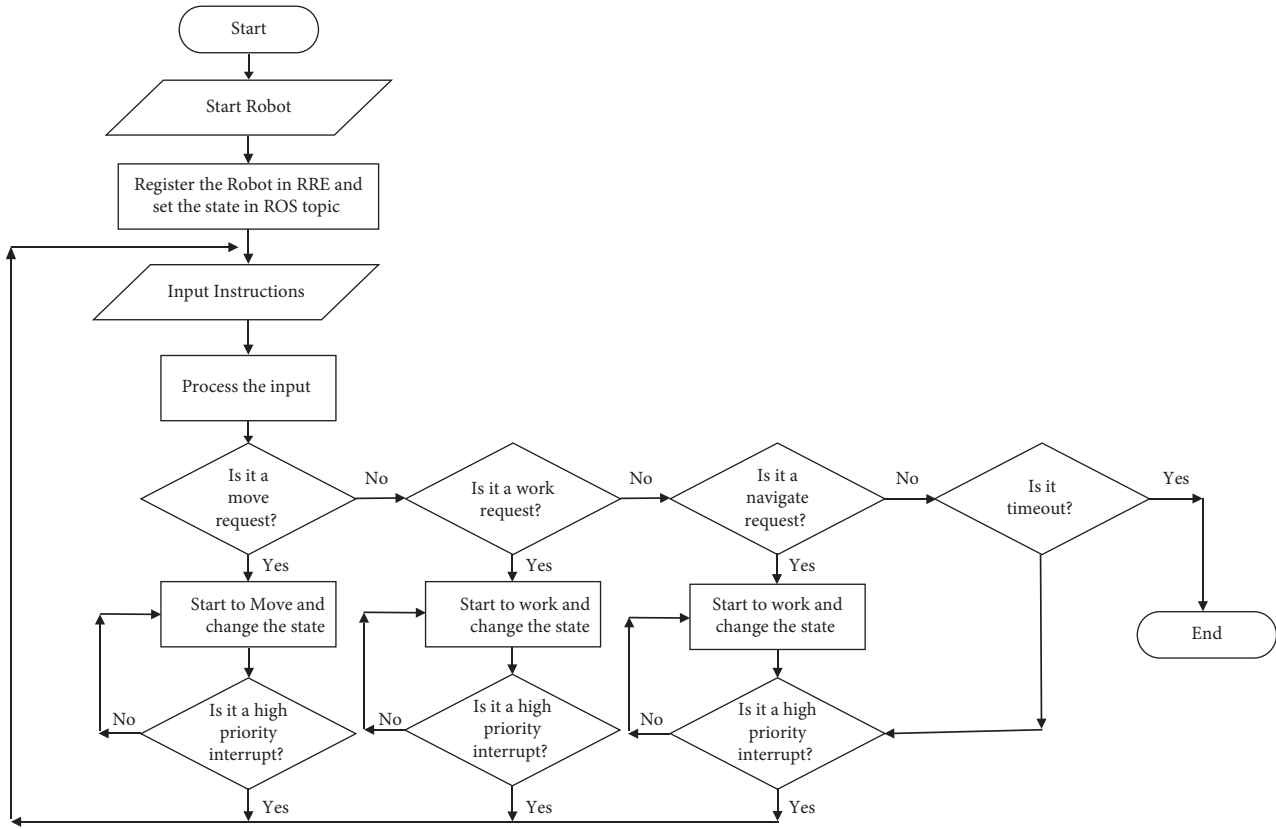 Start
Start Robot
Register the Robot in RRE and
set the state in ROS topic
Input Instructions
Process the input
Is it a
move
request?
No
Is it a work
request?
No
Is it a
navigate
request?
No
Is it
timeout?
Yes
Yes
Yes
Yes
Start to Move and
change the state
Start to work and
change the state
Start to work and
change the state
End
No
Is it a high
priority
interrupt?
No
Is it a high
priority
interrupt?
No
Is it a high
priority
interrupt?
Yes
Yes
Yes